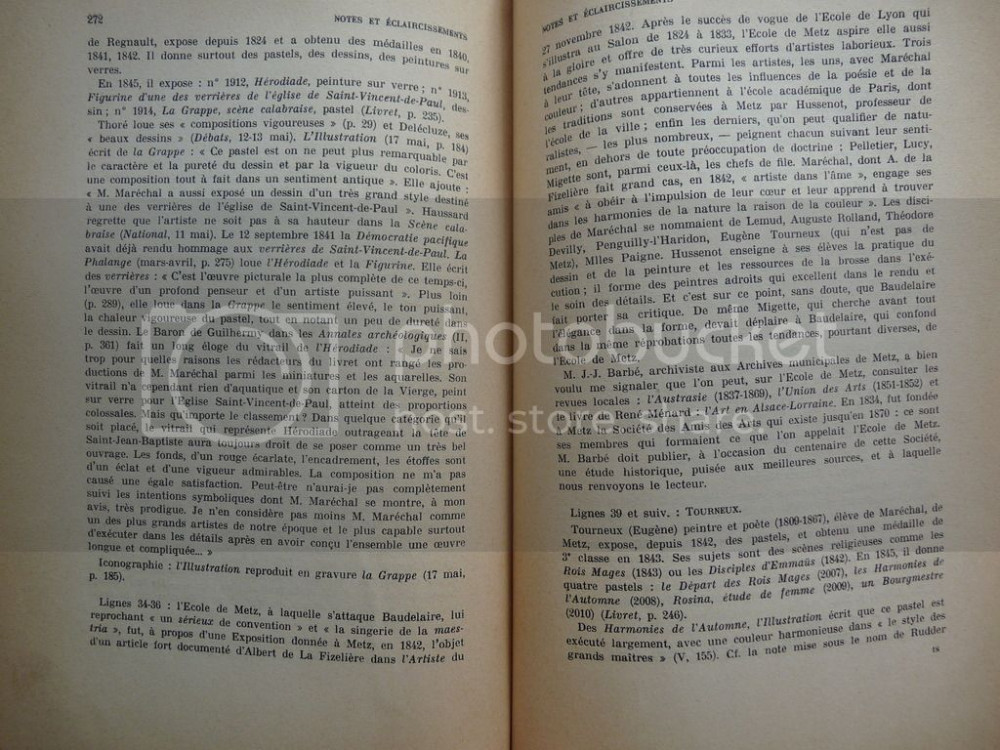 272
NOTES ET ÉCLAIRCISSEMENTS
de Regnault, expose depuis 1824 et a obtenu des médailles en 1840,
1841, 1842. Il donne surtout des pastels, des dessins, des peintures sur
verres.
En 1845, il expose : n° 1912, Hérodiade, peinture sur verre ; n° 1913,
Figurine d'une des verrières de l'église de Saint-Vincent-de-Paul, des-
sin ; n° 1914, La Grappe, scène calabraise, pastel (Livret, p. 235).
Thoré loue ses « compositions vigoureuses » (p. 29) et Delécluze, ses
« beaux dessins » (Débats, 12-13 mai). L'Illustration (17 mai, p. 184)
écrit de la Grappe : « Ce pastel est on ne peut plus remarquable par
le caractère et la pureté du dessin et par la vigueur du coloris. C'est
une composition tout à fait dans un sentiment antique ». Elle ajoute :
« M. Maréchal a aussi exposé un dessin d'un très grand style destiné
à une des verrières de l'église de Saint-Vincent-de-Paul ». Haussard
regrette que l'artiste ne soit pas à sa hauteur dans la Scène cala-
braise (National, 11 mai). Le 12 septembre 1841 la Démocratie pacifique
avait déjà rendu hommage aux verrières de Saint-Vincent-de-Paul. La
Phalange (mars-avril, p. 275) loue l'Hérodiade et la Figurine. Elle écrit
des verrières : « C'est l'œuvre picturale la plus complète de ce temps-ci,
l'œuvre d'un profond penseur et d'un artiste puissant ». Plus loin
(p. 289), elle loue dans la Grappe le sentiment élevé, le ton puissant,
la chaleur vigoureuse du pastel, tout en notant un peu de dureté dans
le dessin. Le Baron de Guilhermy dans les Annales archéologiques (II,
p. 361) fait un long éloge du vitrail de l'Hérodiade : « Je ne sais
trop pour quelles raisons les rédacteurs du livret ont rangé les pro-
ductions de M. Maréchal parmi les miniatures et les aquarelles. Son
vitrail n'a cependant rien d'aquatique et son carton de la Vierge, peint
sur verre pour l'Eglise Saint-Vincent-de-Paul, atteint des proportions
colossales. Mais qu'importe le classement ? Dans quelque catégorie qu'il
soit placé, le vitrail qui représente Hérodiade outrageant la tête de
Saint-Jean-Baptiste aura toujours droit de se poser comme un très bel
ouvrage. Les fonds, d'un rouge écarlate, l'encadrement, les étoffes sont
d'un éclat et d'une vigueur admirables. La composition ne m'a pas
causé une égale satisfaction. Peut-être n'aurai-je pas complètement
suivi les intentions symboliques dont M. Maréchal se montre, à mon
avis, très prodigue. Je n'en considère pas moins M. Maréchal comme
un des plus grands artistes de notre époque et le plus capable surtout
d'exécuter dans les détails après en avoir conçu l'ensemble une œuvre
longue et compliquée... »
Iconographie : l'Illustration reproduit en gravure la Grappe (17 mai,
p. 185).
Lignes 34-36 : l'Ecole de Metz, à laquelle s'attaque Baudelaire, lui
reprochant « un sérieux de convention » et « la singerie de la maes-
tria », fut, à propos d'une Exposition donnée à Metz, en 1842, l'objet
d'un article fort documenté d'Albert de La Fizelière dans l'Artiste du
NOTES ET ÉCLAIRCISSEMENTS
27 novembre 1842. Après le succès de vogue de l'Ecole de Lyon qui
s'illustra au Salon de 1824 à 1833, l'Ecole de Metz aspire elle aussi
à la gloire et offre de très curieux efforts d'artistes laborieux. Trois
tendances s'y manifestent. Parmi les artistes, les uns, avec Maréchal
à leur tête, s'adonnent à toutes les influences de la poésie et de la
couleur ; d'autres appartiennent à l'école académique de Paris, dont
les traditions sont conservées à Metz par Hussenot, professeur de
l'école de la ville ; enfin les derniers, qu'on peut qualifier de natu-
ralistes, — les plus nombreux, — peignent chacun suivant leur senti-
ment, en dehors de toute préoccupation de doctrine ; Pelletier, Lucy,
Migette sont, parmi ceux-là, les chefs de file. Maréchal, dont A. de la
Fizelière fait grand cas, en 1842, « artiste dans l'âme », engage ses
amis « à obéir à l'impulsion de leur cœur et leur apprend à trouver
dans les harmonies de la nature la raison de la couleur ». Les disci-
ples de Maréchal se nomment de Lemud, Auguste Rolland, Théodore
Devilly, Penguilly-l'Haridon, Eugène Tourneux (qui n'est pas de
Metz), Mlles Paigne. Hussenot enseigne à ses élèves la pratique du
dessin et de la peinture et les ressources de la brosse dans l'exé-
cution ; il forme des peintres adroits qui excellent dans le rendu et
le soin des détails. Et c'est sur ce point, sans doute, que Baudelaire
fait porter sa critique. De même Migette, qui cherche avant tout
l'élégance dans la forme, devait déplaire à Baudelaire, qui confond
dans la même réprobations toutes les tendances, pourtant diverses, de
l'Ecole de Metz.
M. J.-J. Barbé, archiviste aux Archives municipales de Metz, a bien
voulu me signaler que l'on peut, sur l'Ecole de Metz, consulter les
revues locales : l'Austrasie (1837-1869), l'Union des Arts (1851-1852) et
le livre de René Ménard : l'Art en Alsace-Lorraine. En 1834, fut fondée
à Metz la Société des Amis des Arts qui existe jusqu'en 1870 : ce sont
ses membres qui formaient ce que l'on appelait l'Ecole de Metz.
M. Barbé doit publier, à l'occasion du centenaire de cette Société,
une étude historique, puisée aux meilleures sources, et à laquelle
nous renvoyons le lecteur.
Lignes 39 et suiv. : TOURNEUX.
Tourneux (Eugène) peintre et poète (1809-1867), élève de Maréchal, de
Metz, expose, depuis 1842, des pastels, et obtenu une médaille de
3e classe en 1843. Ses sujets sont des scènes religieuses comme les
Rois Mages (1843) ou les Disciples d'Emmaüs (1842). En 1845, il donne
quatre pastels : le Départ des Rois Mages (2007), les Harmonies de
l'Automne (2008), Rosina, étude de femme (2009), un Bourgmestre
(2010) (Livret, p. 246).
Des Harmonies de l'Automne, l'Illustration écrit que ce pastel est
exécuté largement, avec une couleur harmonieuse dans « le style des
grands maîtres » (V, 155). Cf. la note mise sous le nom de Rudder
18
photobucket
host. store. share.